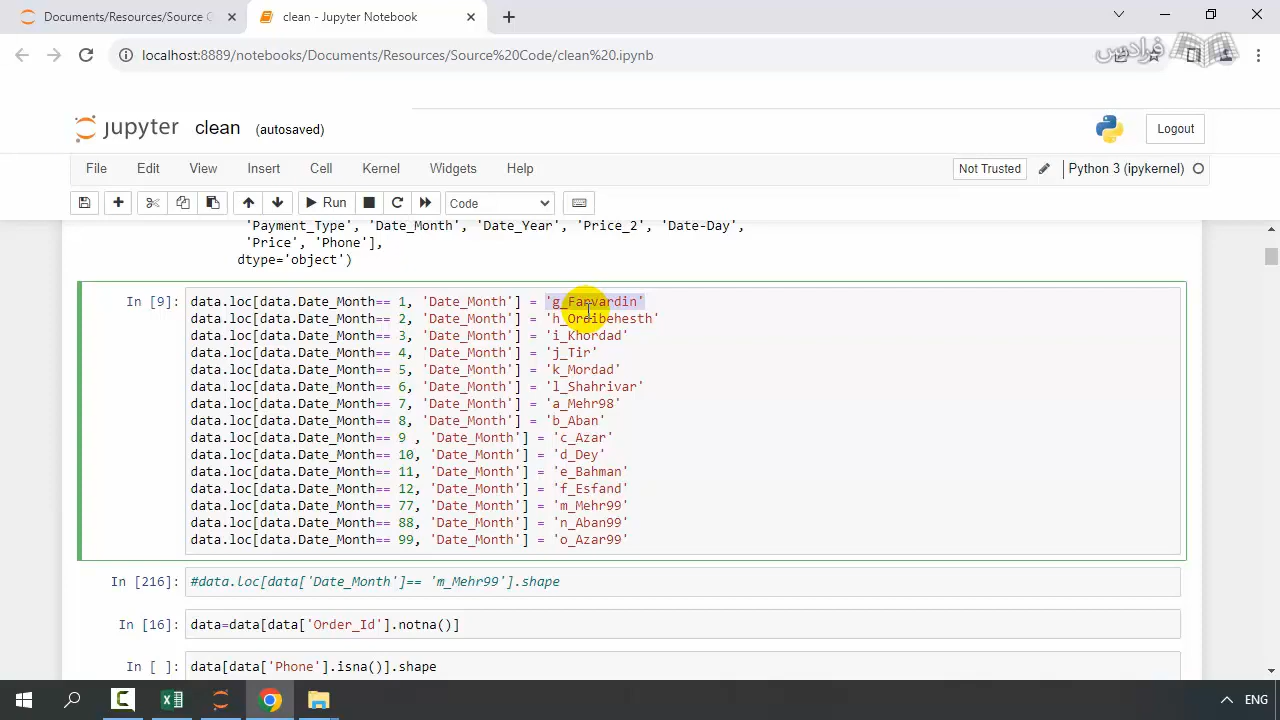 Documents/Resources/Source C
clean - Jupyter Notebook
localhost:8889/notebooks/Documents/Resources/Source%20Code/clean%20.ipynb
فرادرس
jupyter clean (autosaved)
Logout
File Edit View Insert Cell Kernel Widgets Help
Not Trusted
Python 3 (ipykernel)
Run
Code
'Payment_Type', 'Date_Month', 'Date_Year', 'Price_2', 'Date-Day',
'Price', 'Phone'],
dtype='object')
In [9]: data.loc[data.Date_Month== 1, 'Date_Month'] = 'g_Farvardin'
data.loc[data.Date_Month== 2, 'Date_Month'] = 'h_Ordibehesth'
data.loc[data.Date_Month== 3, 'Date_Month'] = 'i_Khordad'
data.loc[data.Date_Month== 4, 'Date_Month'] = 'j_Tir'
data.loc[data.Date_Month== 5, 'Date_Month'] = 'k_Mordad'
data.loc[data.Date_Month== 6, 'Date_Month'] = 'l_Shahrivar'
data.loc[data.Date_Month== 7, 'Date_Month'] = 'a_Mehr98'
data.loc[data.Date_Month== 8, 'Date_Month'] = 'b_Aban'
data.loc[data.Date_Month== 9 , 'Date_Month'] = 'c_Azar'
data.loc[data.Date_Month== 10, 'Date_Month'] = 'd_Dey'
data.loc[data.Date_Month== 11, 'Date_Month'] = 'e_Bahman'
data.loc[data.Date_Month== 12, 'Date_Month'] = 'f_Esfand'
data.loc[data.Date_Month== 77, 'Date_Month'] = 'm_Mehr99'
data.loc[data.Date_Month== 88, 'Date_Month'] = 'n_Aban99'
data.loc[data.Date_Month== 99, 'Date_Month'] = 'o_Azar99'
In [216]: #data.loc[data['Date_Month']== 'm_Mehr99'].shape
In [16]: data=data[data['Order_Id'].notna()]
In [ ]: data[data['Phone'].isna()].shape
ENG